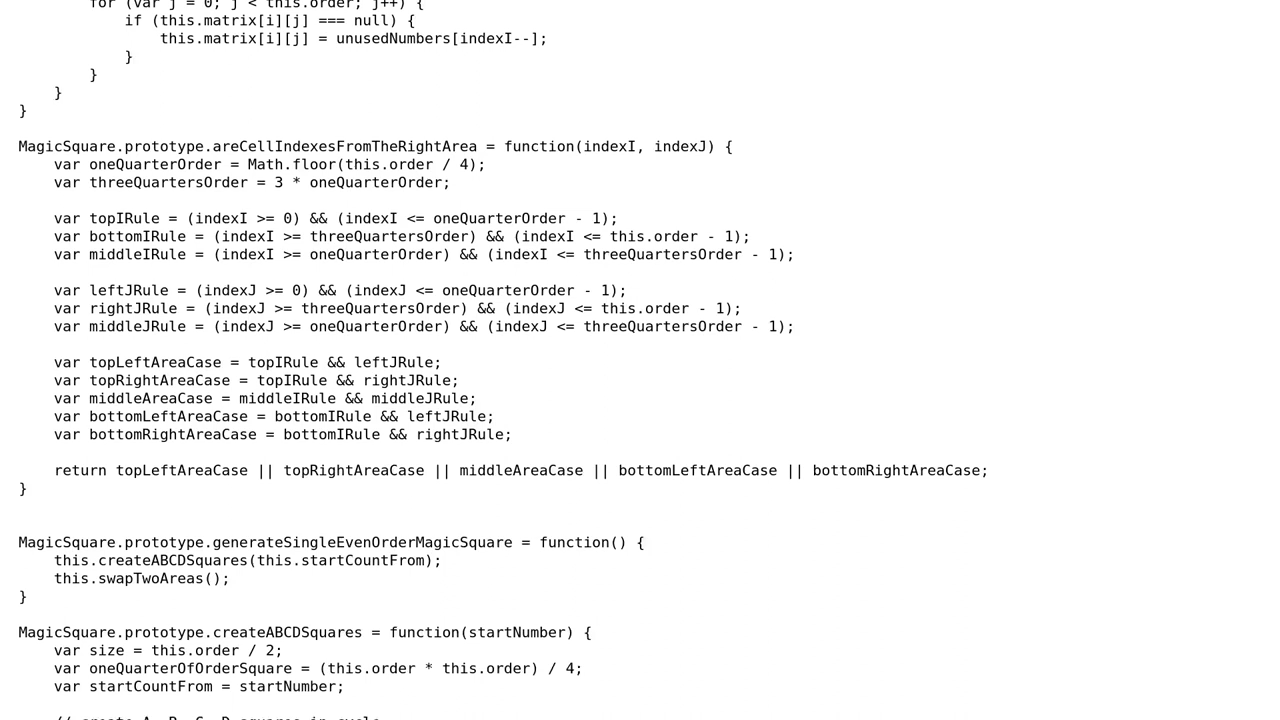 for (var j = 0; j < this.order; j++) {
            if (this.matrix[i][j] === null) {
                this.matrix[i][j] = unusedNumbers[indexI--];
            }
        }
    }
}

MagicSquare.prototype.areCellIndexesFromTheRightArea = function(indexI, indexJ) {
    var oneQuarterOrder = Math.floor(this.order / 4);
    var threeQuartersOrder = 3 * oneQuarterOrder;

    var topIRule = (indexI >= 0) && (indexI <= oneQuarterOrder - 1);
    var bottomIRule = (indexI >= threeQuartersOrder) && (indexI <= this.order - 1);
    var middleIRule = (indexI >= oneQuarterOrder) && (indexI <= threeQuartersOrder - 1);

    var leftJRule = (indexJ >= 0) && (indexJ <= oneQuarterOrder - 1);
    var rightJRule = (indexJ >= threeQuartersOrder) && (indexJ <= this.order - 1);
    var middleJRule = (indexJ >= oneQuarterOrder) && (indexJ <= threeQuartersOrder - 1);

    var topLeftAreaCase = topIRule && leftJRule;
    var topRightAreaCase = topIRule && rightJRule;
    var middleAreaCase = middleIRule && middleJRule;
    var bottomLeftAreaCase = bottomIRule && leftJRule;
    var bottomRightAreaCase = bottomIRule && rightJRule;

    return topLeftAreaCase || topRightAreaCase || middleAreaCase || bottomLeftAreaCase || bottomRightAreaCase;
}


MagicSquare.prototype.generateSingleEvenOrderMagicSquare = function() {
    this.createABCDSquares(this.startCountFrom);
    this.swapTwoAreas();
}

MagicSquare.prototype.createABCDSquares = function(startNumber) {
    var size = this.order / 2;
    var oneQuarterOfOrderSquare = (this.order * this.order) / 4;
    var startCountFrom = startNumber;